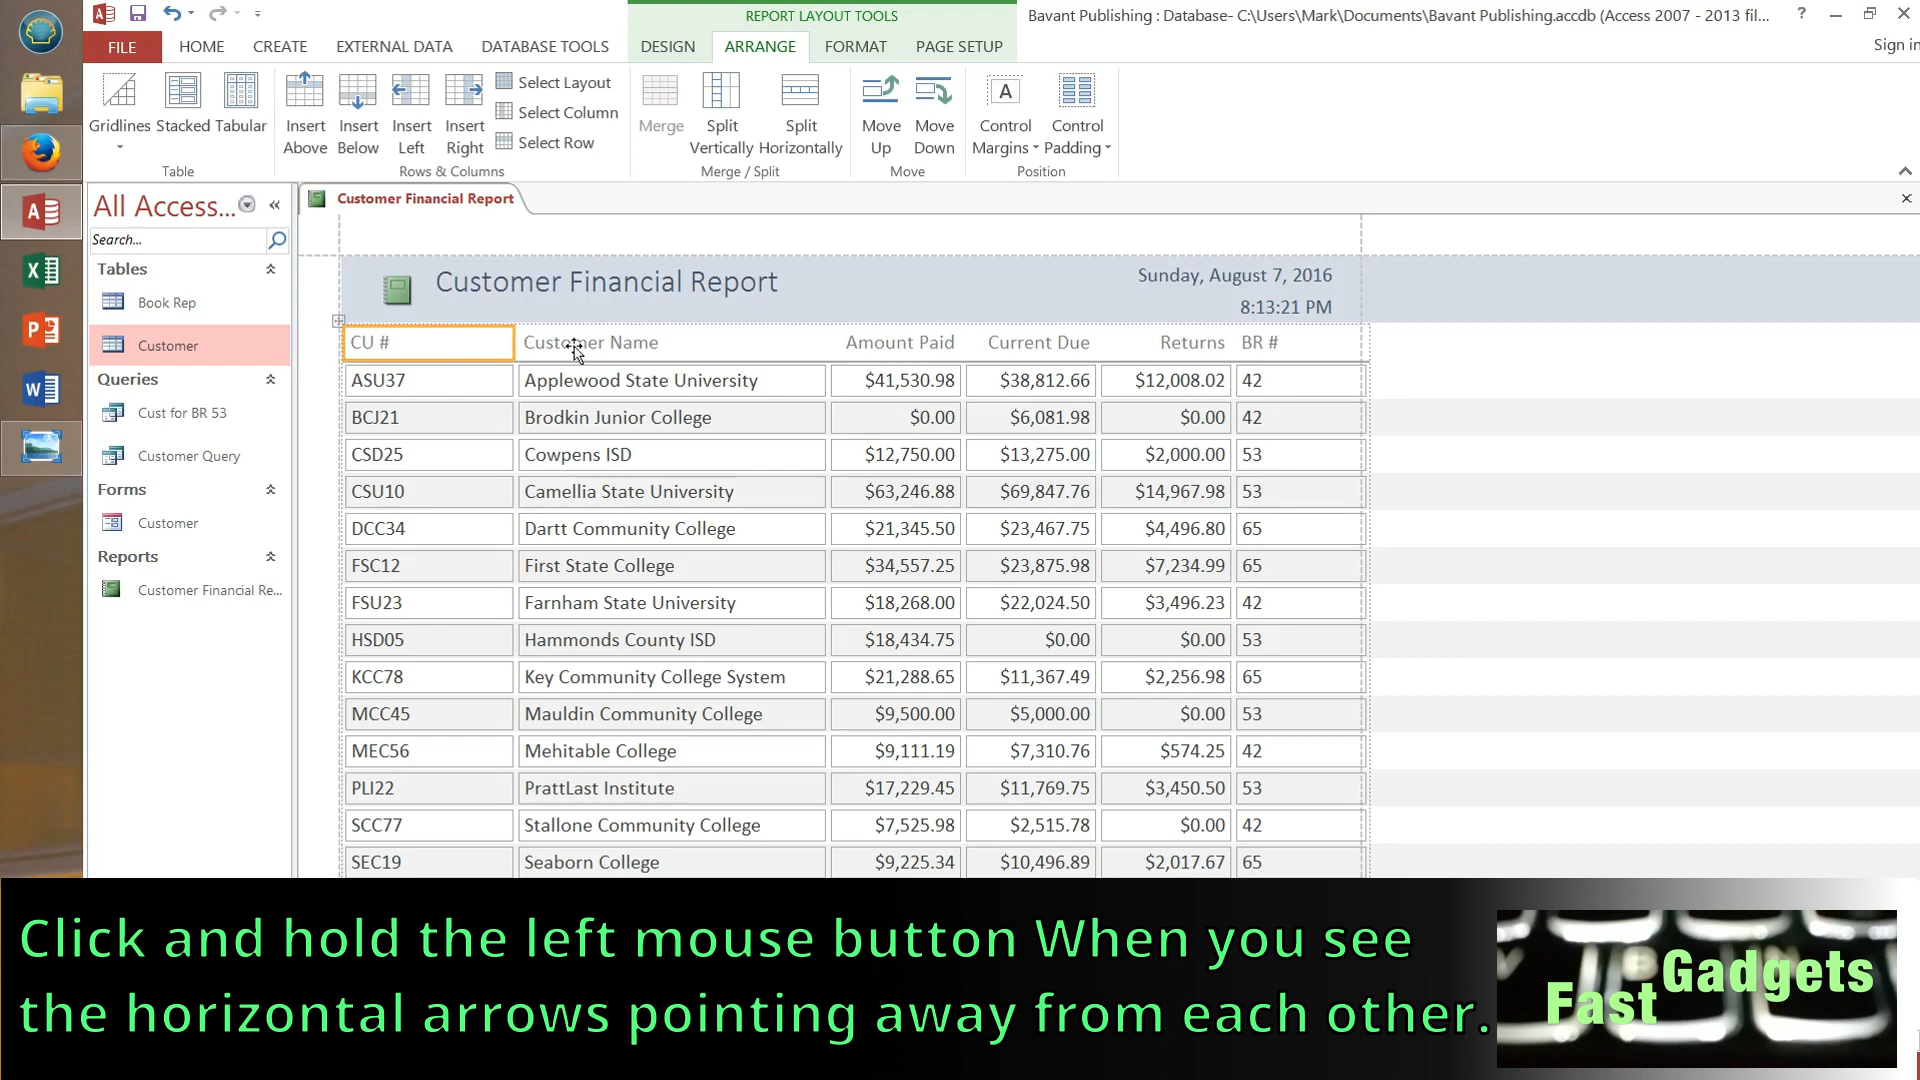 REPORT LAYOUT TOOLS
Bavant Publishing : Database- C:\Users\Mark\Documents\Bavant Publishing.accdb (Access 2007 - 2013 fil...
?
FILE HOME CREATE EXTERNAL DATA DATABASE TOOLS DESIGN ARRANGE FORMAT PAGE SETUP
Sign in
Gridlines Stacked Tabular
Insert Above
Insert Below
Insert Left
Insert Right
Select Layout
Select Column
Select Row
Merge
Split Vertically
Split Horizontally
Move Up
Move Down
Control Margins
Control Padding
Table Rows & Columns Merge / Split Move Position
All Access...
Search...
Tables
Book Rep
Customer
Queries
Cust for BR 53
Customer Query
Forms
Customer
Reports
Customer Financial Re...
Customer Financial Report
Customer Financial Report
Sunday, August 7, 2016
8:13:21 PM
CU # Customer Name Amount Paid Current Due Returns BR #
ASU37 Applewood State University $41,530.98 $38,812.66 $12,008.02 42
BCJ21 Brodkin Junior College $0.00 $6,081.98 $0.00 42
CSD25 Cowpens ISD $12,750.00 $13,275.00 $2,000.00 53
CSU10 Camellia State University $63,246.88 $69,847.76 $14,967.98 53
DCC34 Dartt Community College $21,345.50 $23,467.75 $4,496.80 65
FSC12 First State College $34,557.25 $23,875.98 $7,234.99 65
FSU23 Farnham State University $18,268.00 $22,024.50 $3,496.23 42
HSD05 Hammonds County ISD $18,434.75 $0.00 $0.00 53
KCC78 Key Community College System $21,288.65 $11,367.49 $2,256.98 65
MCC45 Mauldin Community College $9,500.00 $5,000.00 $0.00 53
MEC56 Mehitable College $9,111.19 $7,310.76 $574.25 42
PLI22 PrattLast Institute $17,229.45 $11,769.75 $3,450.50 53
SCC77 Stallone Community College $7,525.98 $2,515.78 $0.00 42
SEC19 Seaborn College $9,225.34 $10,496.89 $2,017.67 65
Click and hold the left mouse button When you see
the horizontal arrows pointing away from each other.
Fast Gadgets